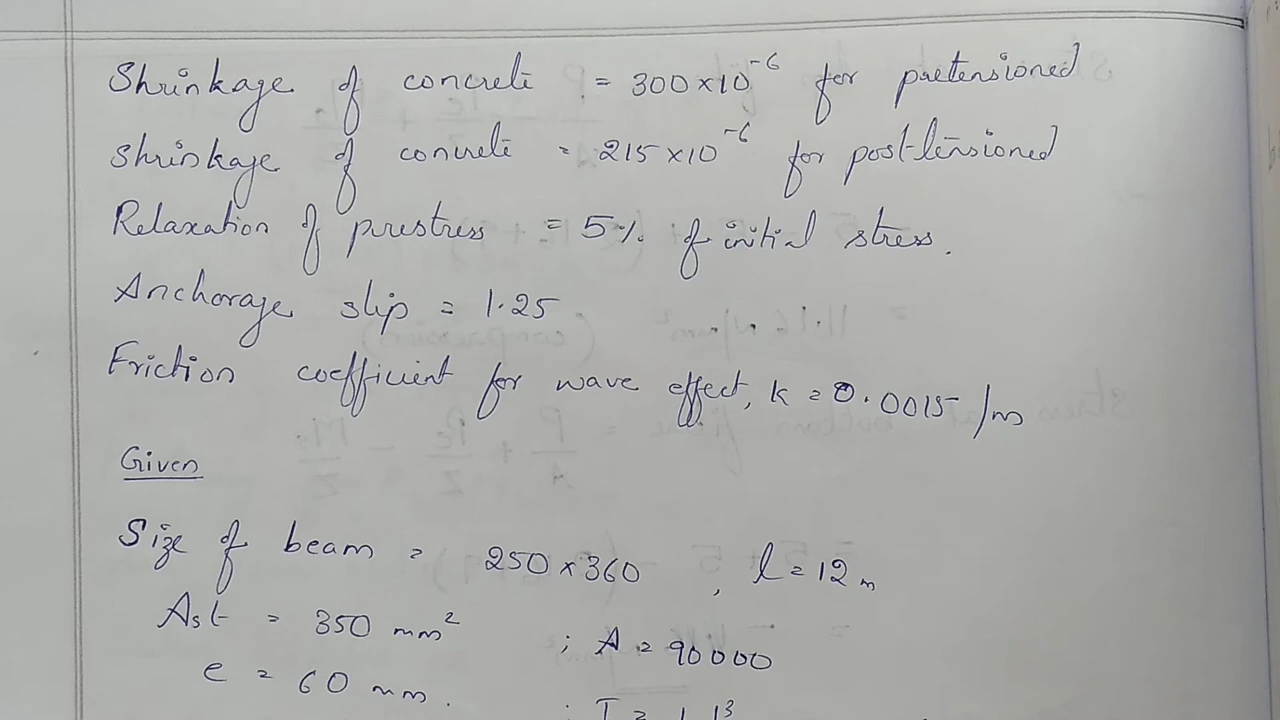 Shrinkage of concrete = 300×10⁻⁶ for pretensioned
Shrinkage of concrete = 215×10⁻⁶ for post-tensioned
Relaxation of prestress = 5% of initial stress.
Anchorage slip = 1.25
Friction coefficient for wave effect, k = 0.0015 /m
Given
Size of beam = 250×360 , l = 12 m
Ast = 350 mm² ; A = 90000
e = 60 mm. ;